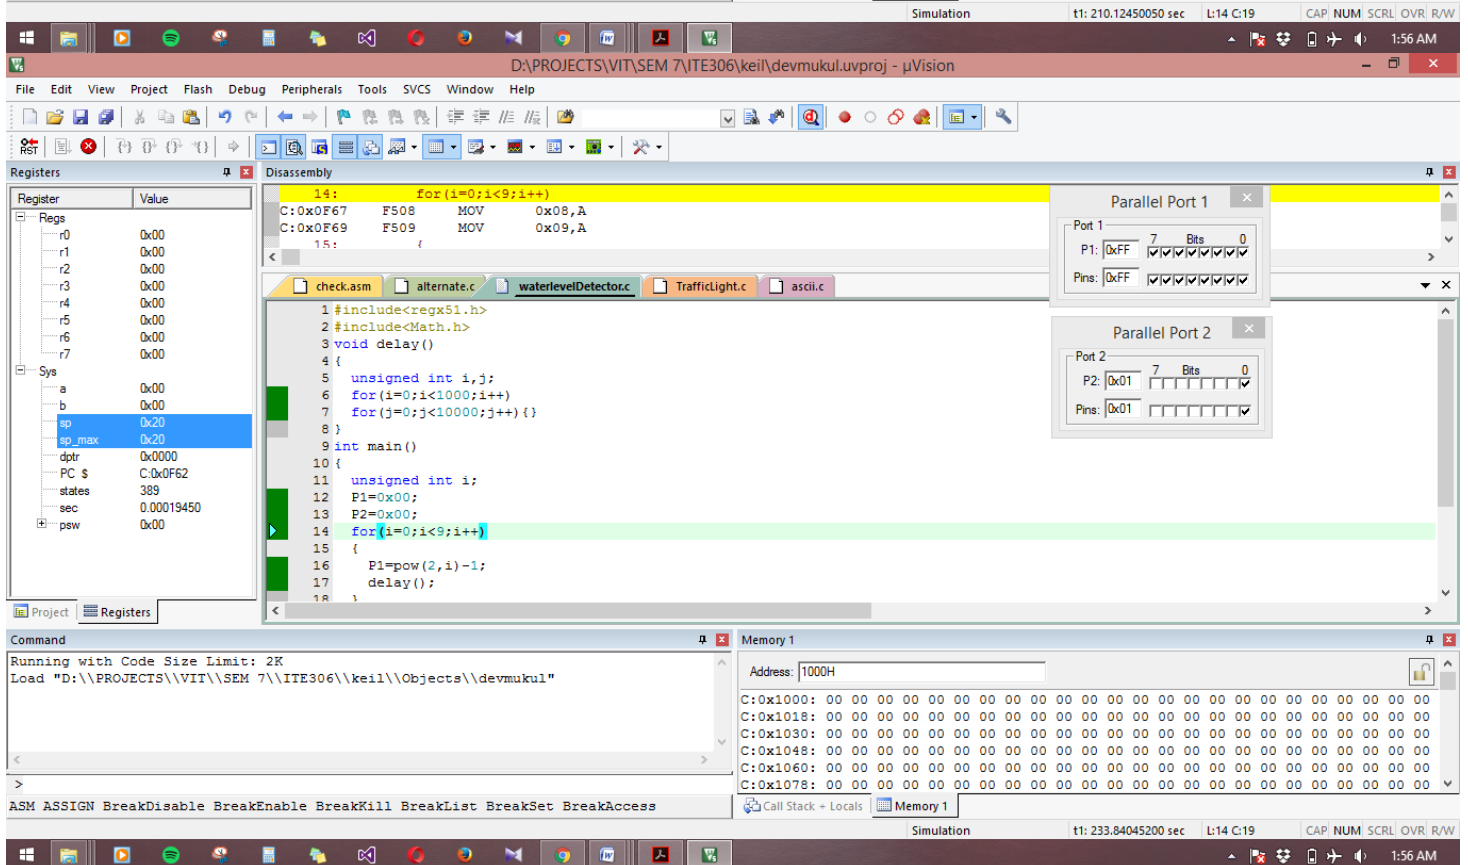 Simulation t1: 210.12450050 sec L:14 C:19 CAP NUM SCRL OVR R/W
1:56 AM
D:\PROJECTS\VIT\SEM 7\ITE306\keil\devmukul.uvproj - µVision
File Edit View Project Flash Debug Peripherals Tools SVCS Window Help
RST
Registers
Register Value
Regs
r0 0x00
r1 0x00
r2 0x00
r3 0x00
r4 0x00
r5 0x00
r6 0x00
r7 0x00
Sys
a 0x00
b 0x00
sp 0x20
sp_max 0x20
dptr 0x0000
PC $ C:0x0F62
states 389
sec 0.00019450
psw 0x00
Project Registers
Disassembly
14: for(i=0;i<9;i++)
C:0x0F67 F508 MOV 0x08,A
C:0x0F69 F509 MOV 0x09,A
15: {
Parallel Port 1
Port 1
7 Bits 0
P1: 0xFF
Pins: 0xFF
Parallel Port 2
Port 2
7 Bits 0
P2: 0x01
Pins: 0x01
check.asm alternate.c waterlevelDetector.c TrafficLight.c ascii.c
1 #include<regx51.h>
2 #include<Math.h>
3 void delay()
4 {
5 unsigned int i,j;
6 for(i=0;i<1000;i++)
7 for(j=0;j<10000;j++){}
8 }
9 int main()
10 {
11 unsigned int i;
12 P1=0x00;
13 P2=0x00;
14 for(i=0;i<9;i++)
15 {
16 P1=pow(2,i)-1;
17 delay();
18 }
Command
Running with Code Size Limit: 2K
Load "D:\\PROJECTS\\VIT\\SEM 7\\ITE306\\keil\\Objects\\devmukul"
>
ASM ASSIGN BreakDisable BreakEnable BreakKill BreakList BreakSet BreakAccess
Memory 1
Address: 1000H
C:0x1000: 00 00 00 00 00 00 00 00 00 00 00 00 00 00 00 00 00 00 00 00 00 00 00 00
C:0x1018: 00 00 00 00 00 00 00 00 00 00 00 00 00 00 00 00 00 00 00 00 00 00 00 00
C:0x1030: 00 00 00 00 00 00 00 00 00 00 00 00 00 00 00 00 00 00 00 00 00 00 00 00
C:0x1048: 00 00 00 00 00 00 00 00 00 00 00 00 00 00 00 00 00 00 00 00 00 00 00 00
C:0x1060: 00 00 00 00 00 00 00 00 00 00 00 00 00 00 00 00 00 00 00 00 00 00 00 00
C:0x1078: 00 00 00 00 00 00 00 00 00 00 00 00 00 00 00 00 00 00 00 00 00 00 00 00
Call Stack + Locals Memory 1
Simulation t1: 233.84045200 sec L:14 C:19 CAP NUM SCRL OVR R/W
1:56 AM